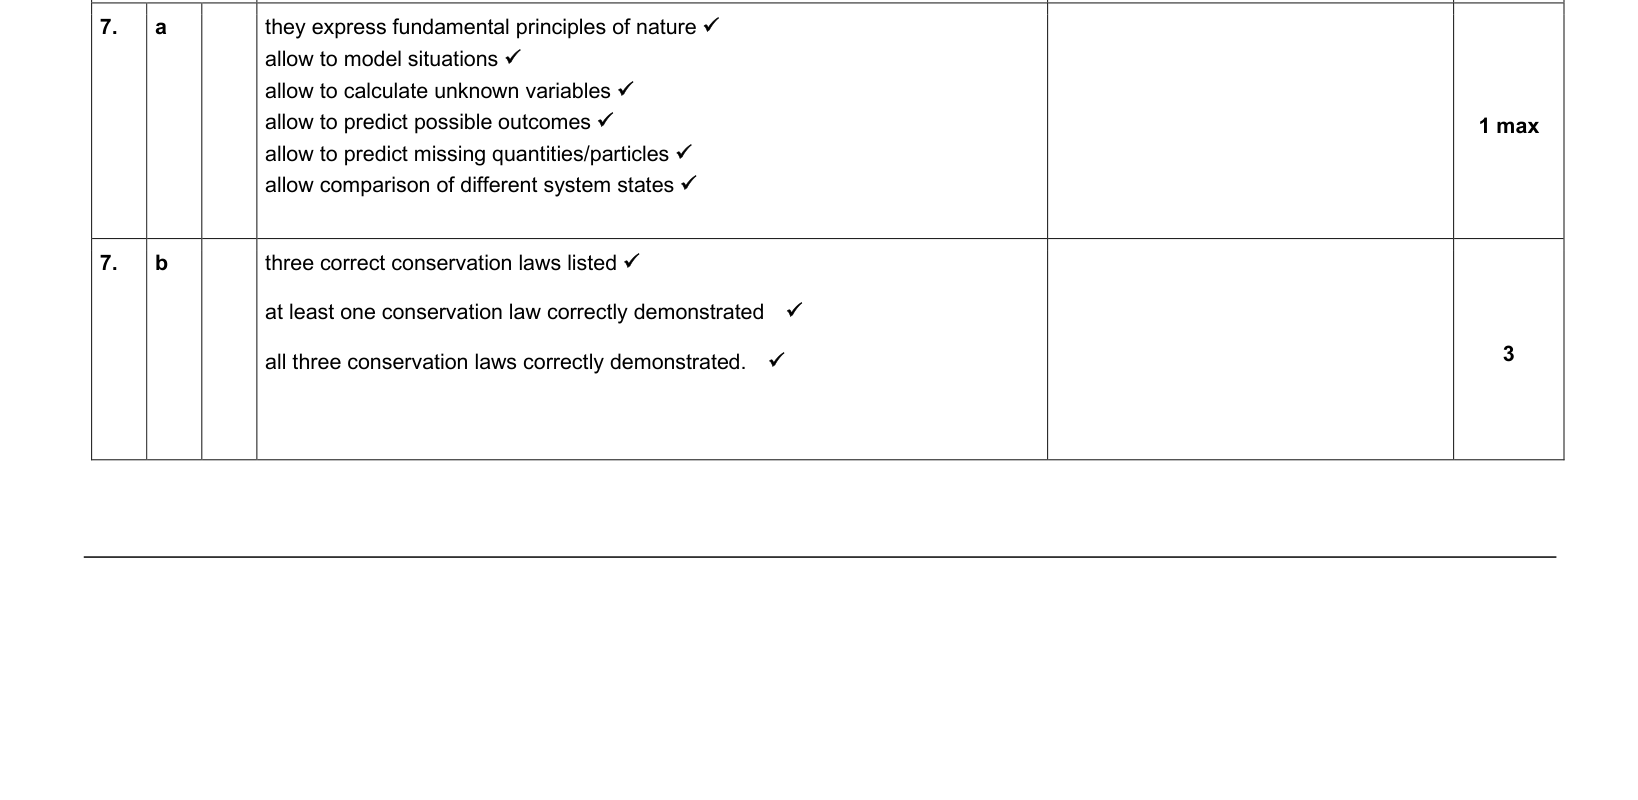 7. a they express fundamental principles of nature ✓
allow to model situations ✓
allow to calculate unknown variables ✓
allow to predict possible outcomes ✓
1 max
allow to predict missing quantities/particles ✓
allow comparison of different system states ✓
7. b three correct conservation laws listed ✓
at least one conservation law correctly demonstrated ✓
3
all three conservation laws correctly demonstrated. ✓